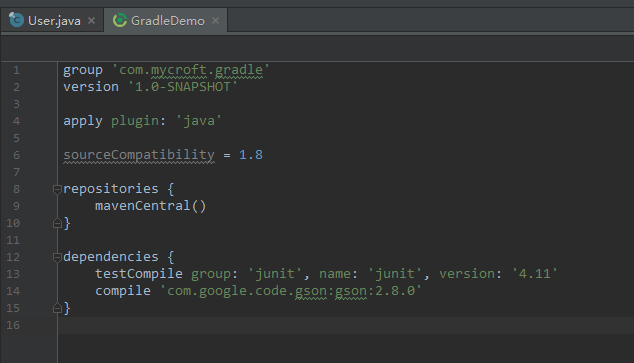 User.java × GradleDemo ×
1 group 'com.mycroft.gradle'
2 version '1.0-SNAPSHOT'
3
4 apply plugin: 'java'
5
6 sourceCompatibility = 1.8
7
8 repositories {
9     mavenCentral()
10 }
11
12 dependencies {
13     testCompile group: 'junit', name: 'junit', version: '4.11'
14     compile 'com.google.code.gson:gson:2.8.0'
15 }
16